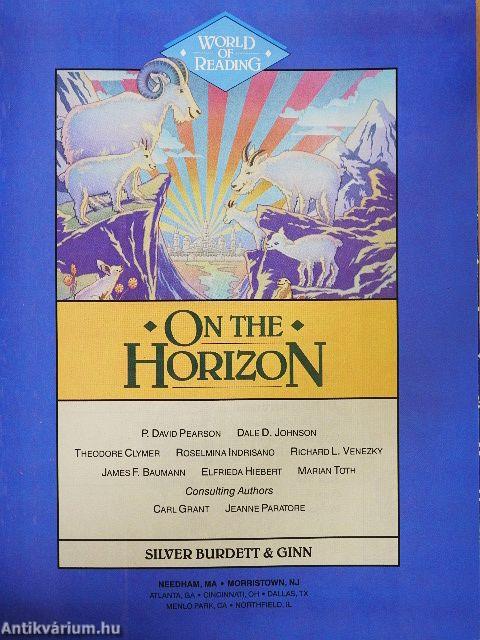 WORLD
OF
READING
ON THE
HORIZON
P. DAVID PEARSON DALE D. JOHNSON
THEODORE CLYMER ROSELMINA INDRISANO RICHARD L. VENEZKY
JAMES F. BAUMANN ELFRIEDA HIEBERT MARIAN TOTH
Consulting Authors
CARL GRANT JEANNE PARATORE
SILVER BURDETT & GINN
NEEDHAM, MA • MORRISTOWN, NJ
ATLANTA, GA • CINCINNATI, OH • DALLAS, TX
MENLO PARK, CA • NORTHFIELD, IL
Antikvárium.hu